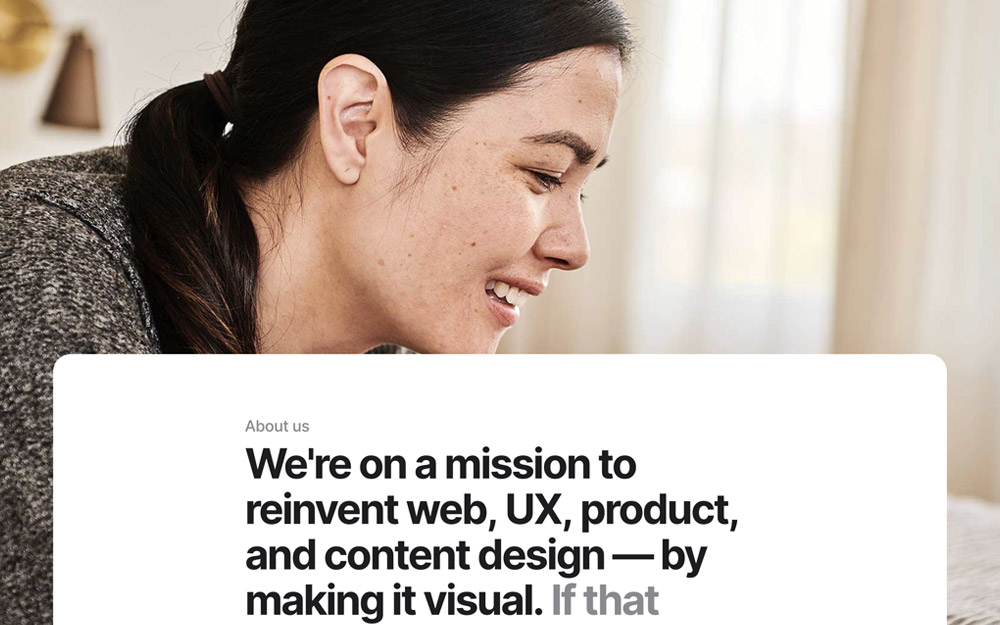 About us
We're on a mission to
reinvent web, UX, product,
and content design — by
making it visual. If that